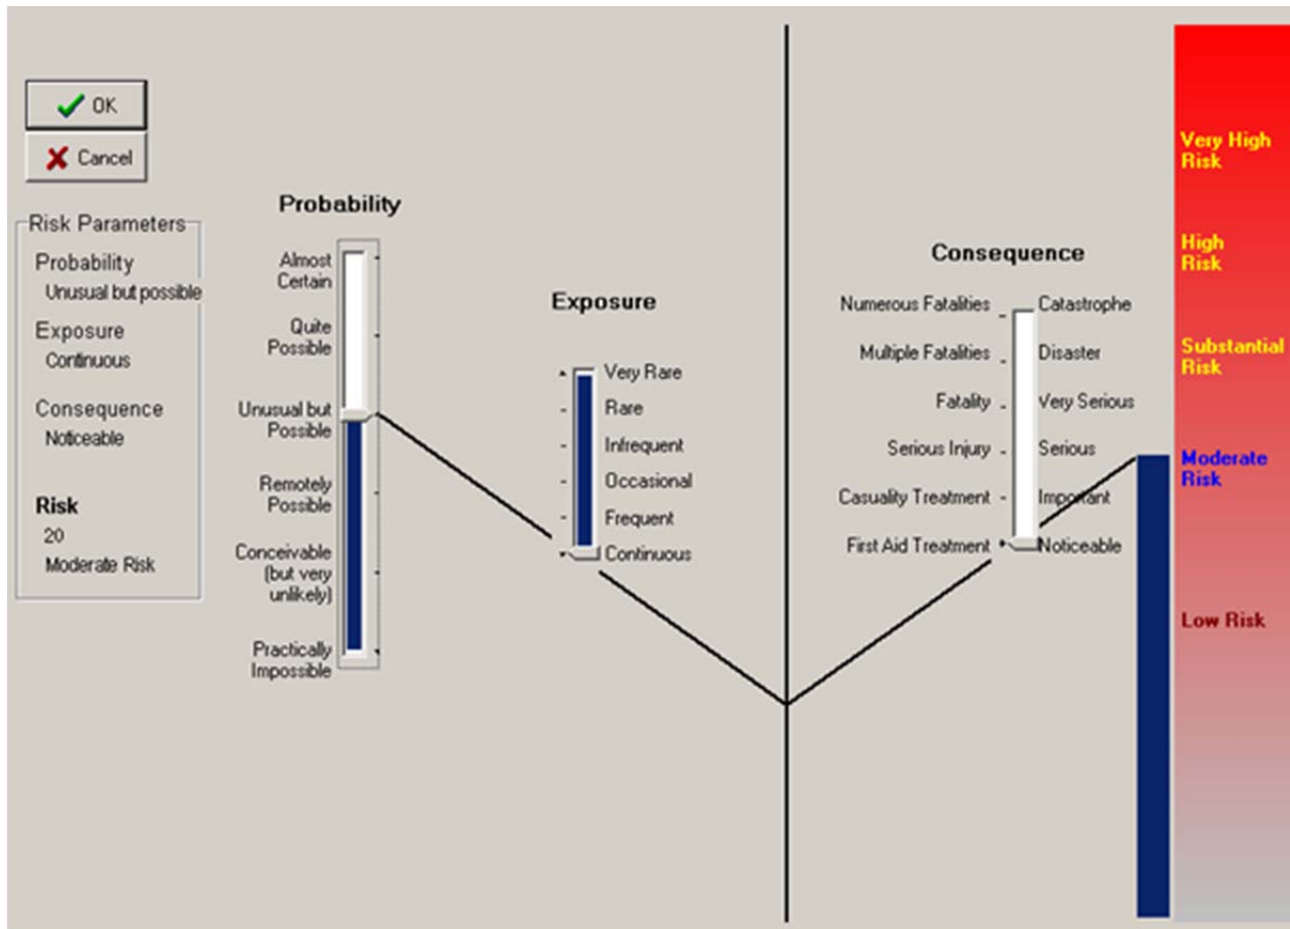 OK
Cancel
Risk Parameters
Probability
Unusual but possible
Exposure
Continuous
Consequence
Noticeable
Risk
20
Moderate Risk
Probability
Almost
Certain
Quite
Possible
Unusual but
Possible
Remotely
Possible
Conceivable
(but very
unlikely)
Practically
Impossible
Exposure
Very Rare
Rare
Infrequent
Occasional
Frequent
Continuous
Consequence
Numerous Fatalities
Catastrophe
Multiple Fatalities
Disaster
Fatality
Very Serious
Serious Injury
Serious
Casuality Treatment
Important
First Aid Treatment
Noticeable
Very High
Risk
High
Risk
Substantial
Risk
Moderate
Risk
Low Risk